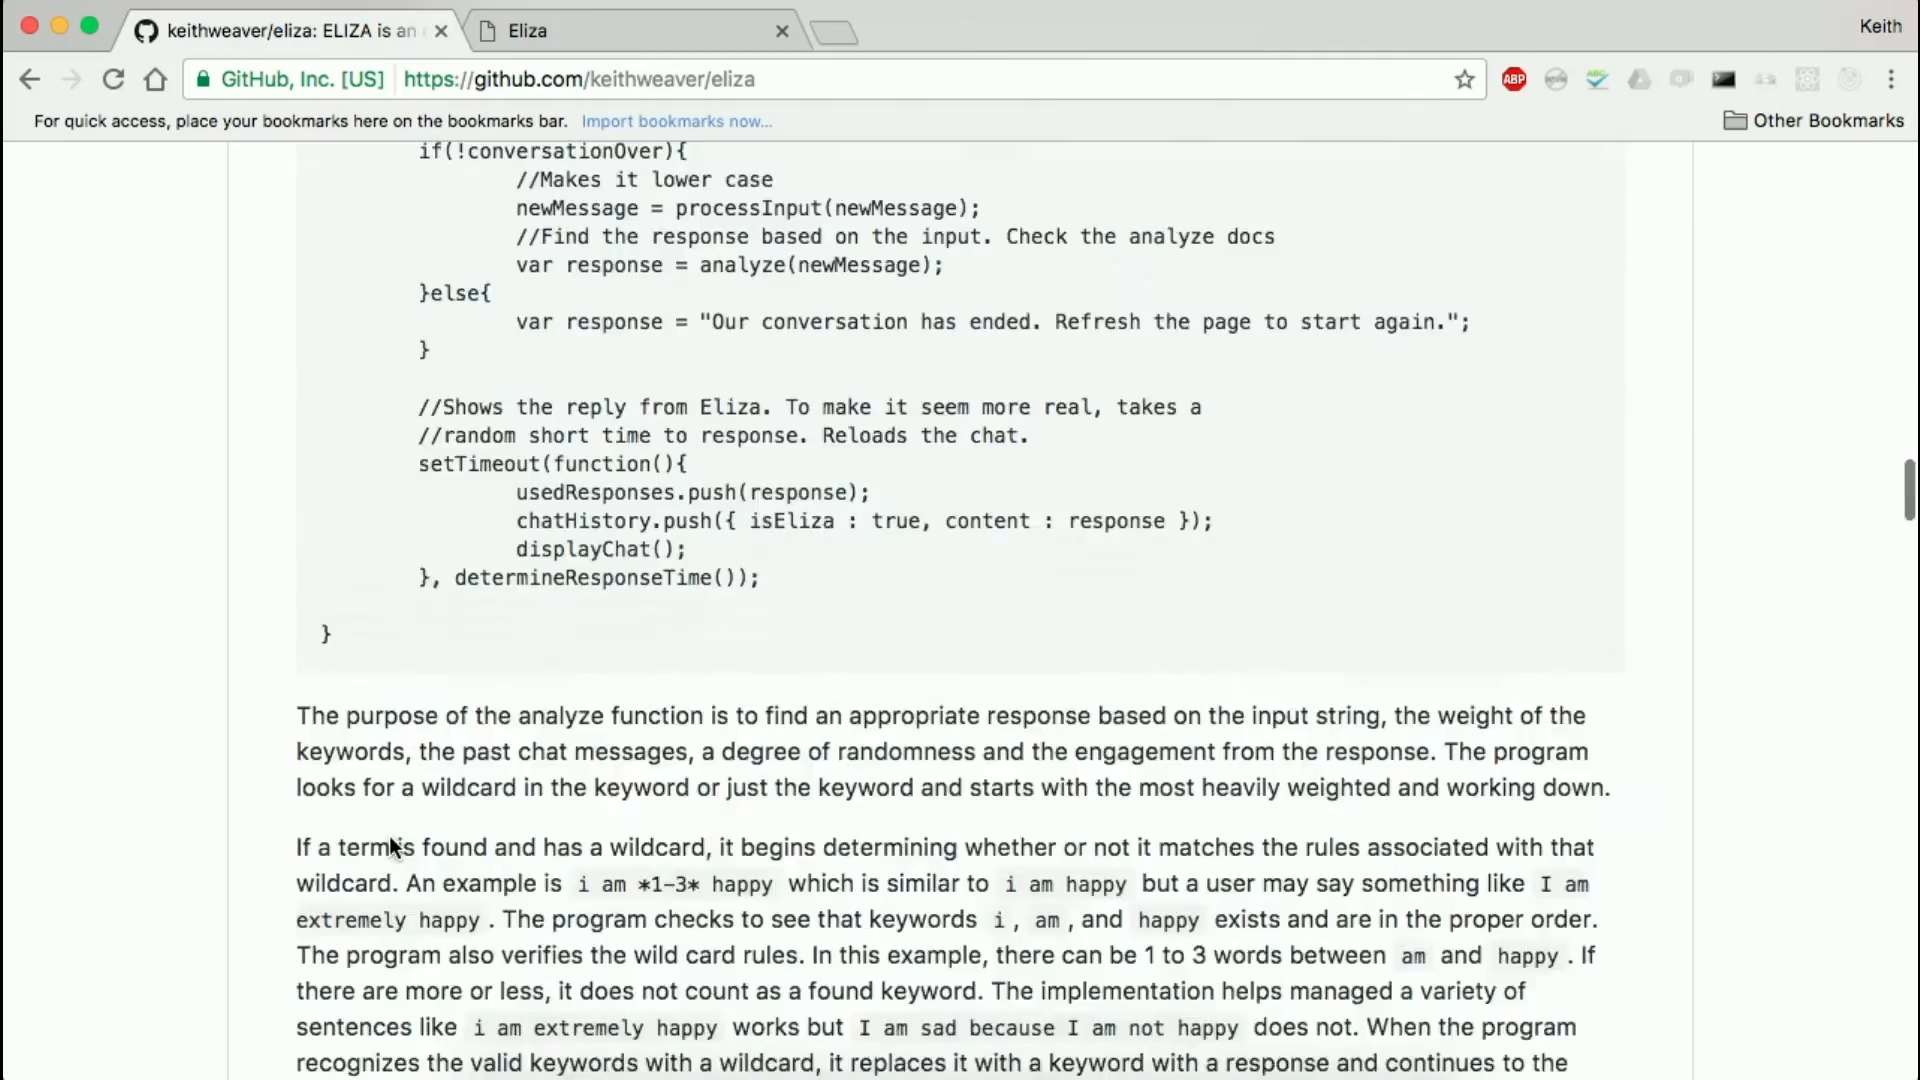 keithweaver/eliza: ELIZA is an
Eliza
Keith
GitHub, Inc. [US]
https://github.com/keithweaver/eliza
ABP
For quick access, place your bookmarks here on the bookmarks bar. Import bookmarks now...
Other Bookmarks
if(!conversationOver){
//Makes it lower case
newMessage = processInput(newMessage);
//Find the response based on the input. Check the analyze docs
var response = analyze(newMessage);
}else{
var response = "Our conversation has ended. Refresh the page to start again.";
}
//Shows the reply from Eliza. To make it seem more real, takes a
//random short time to response. Reloads the chat.
setTimeout(function(){
usedResponses.push(response);
chatHistory.push({ isEliza : true, content : response });
displayChat();
}, determineResponseTime());
}
The purpose of the analyze function is to find an appropriate response based on the input string, the weight of the
keywords, the past chat messages, a degree of randomness and the engagement from the response. The program
looks for a wildcard in the keyword or just the keyword and starts with the most heavily weighted and working down.
If a term is found and has a wildcard, it begins determining whether or not it matches the rules associated with that
wildcard. An example is i am *1-3* happy which is similar to i am happy but a user may say something like I am
extremely happy . The program checks to see that keywords i , am , and happy exists and are in the proper order.
The program also verifies the wild card rules. In this example, there can be 1 to 3 words between am and happy . If
there are more or less, it does not count as a found keyword. The implementation helps managed a variety of
sentences like i am extremely happy works but I am sad because I am not happy does not. When the program
recognizes the valid keywords with a wildcard, it replaces it with a keyword with a response and continues to the